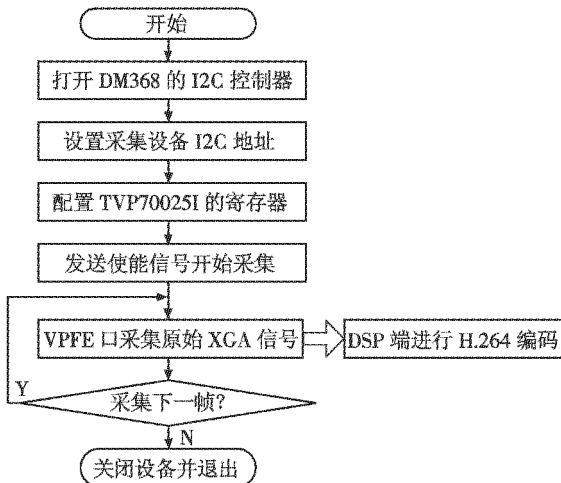 开始
打开 DM368 的 I2C 控制器
设置采集设备 I2C 地址
配置 TVP70025I 的寄存器
发送使能信号开始采集
VPFE 口采集原始 XGA 信号
DSP 端进行 H.264 编码
Y
采集下一帧?
N
关闭设备并退出